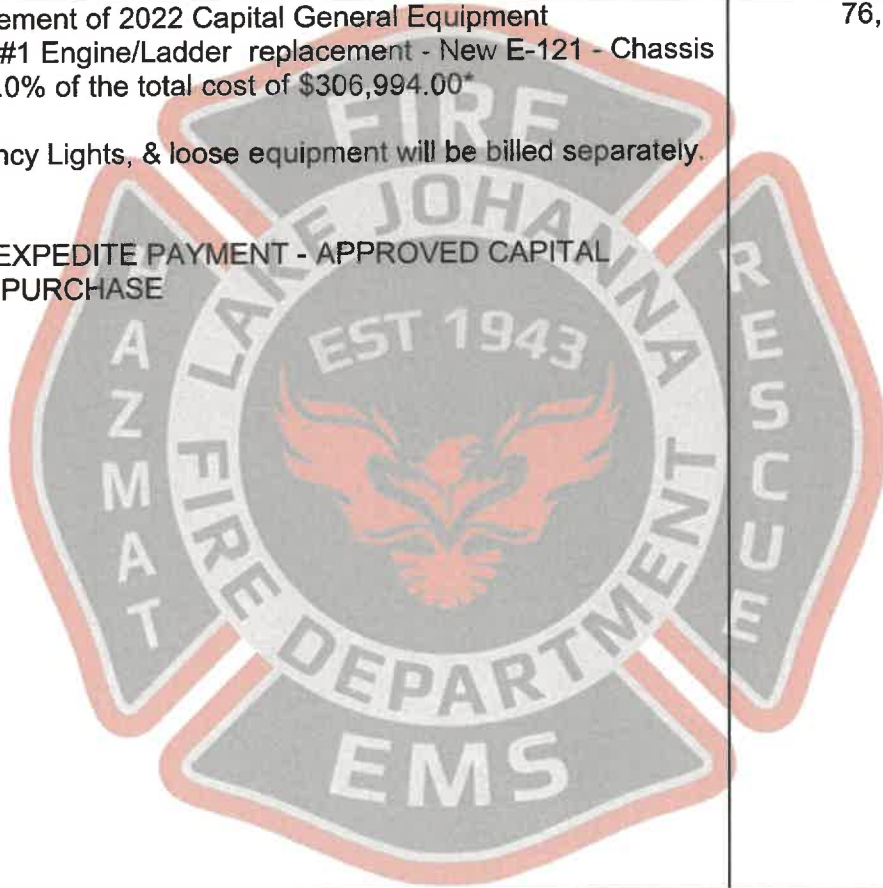 ement of 2022 Capital General Equipment 76,
#1 Engine/Ladder replacement - New E-121 - Chassis
.0% of the total cost of $306,994.00*
ncy Lights, & loose equipment will be billed separately.
EXPEDITE PAYMENT - APPROVED CAPITAL
PURCHASE
FIRE
LAKE JOHANNA
EST 1943
AZMAT
RESCUE
FIRE DEPARTMENT
EMS